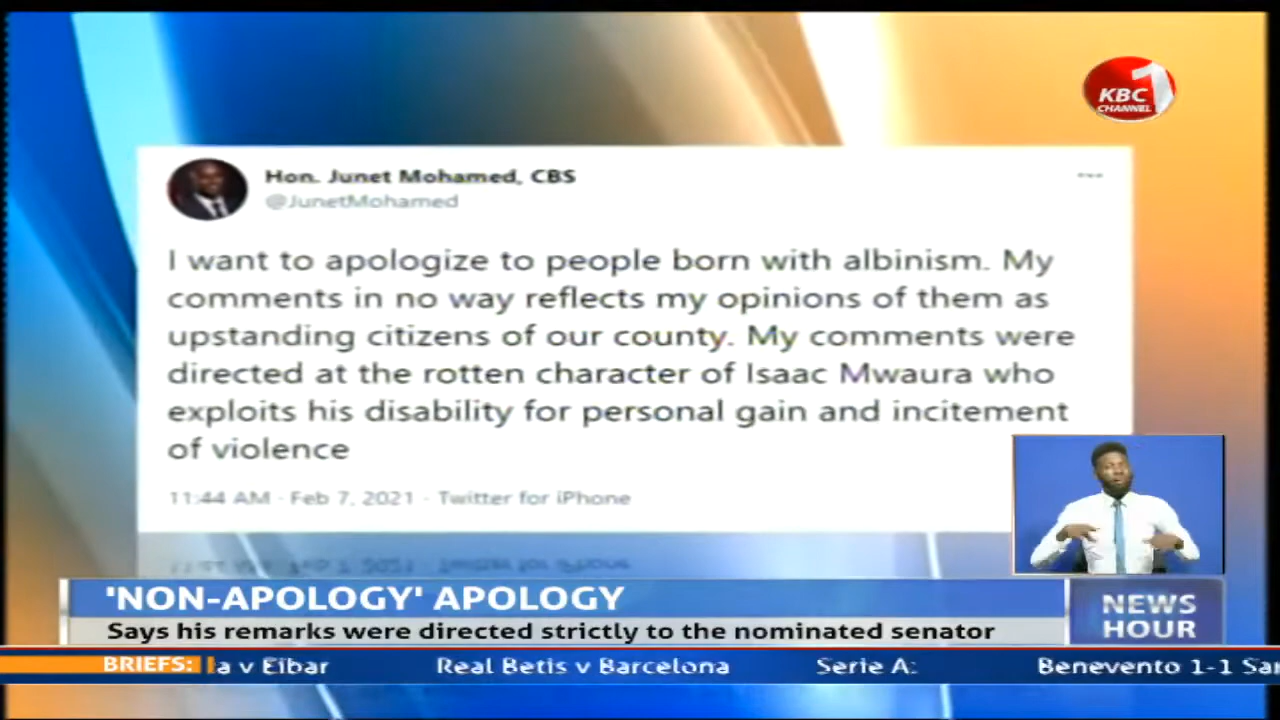 KBC 1
CHANNEL
Hon. Junet Mohamed, CBS
@JunetMohamed
I want to apologize to people born with albinism. My
comments in no way reflects my opinions of them as
upstanding citizens of our county. My comments were
directed at the rotten character of Isaac Mwaura who
exploits his disability for personal gain and incitement
of violence
11:44 AM · Feb 7, 2021 · Twitter for iPhone
'NON-APOLOGY' APOLOGY
Says his remarks were directed strictly to the nominated senator
NEWS
HOUR
BRIEFS: a v Eibar Real Betis v Barcelona Serie A: Benevento 1-1 Sa